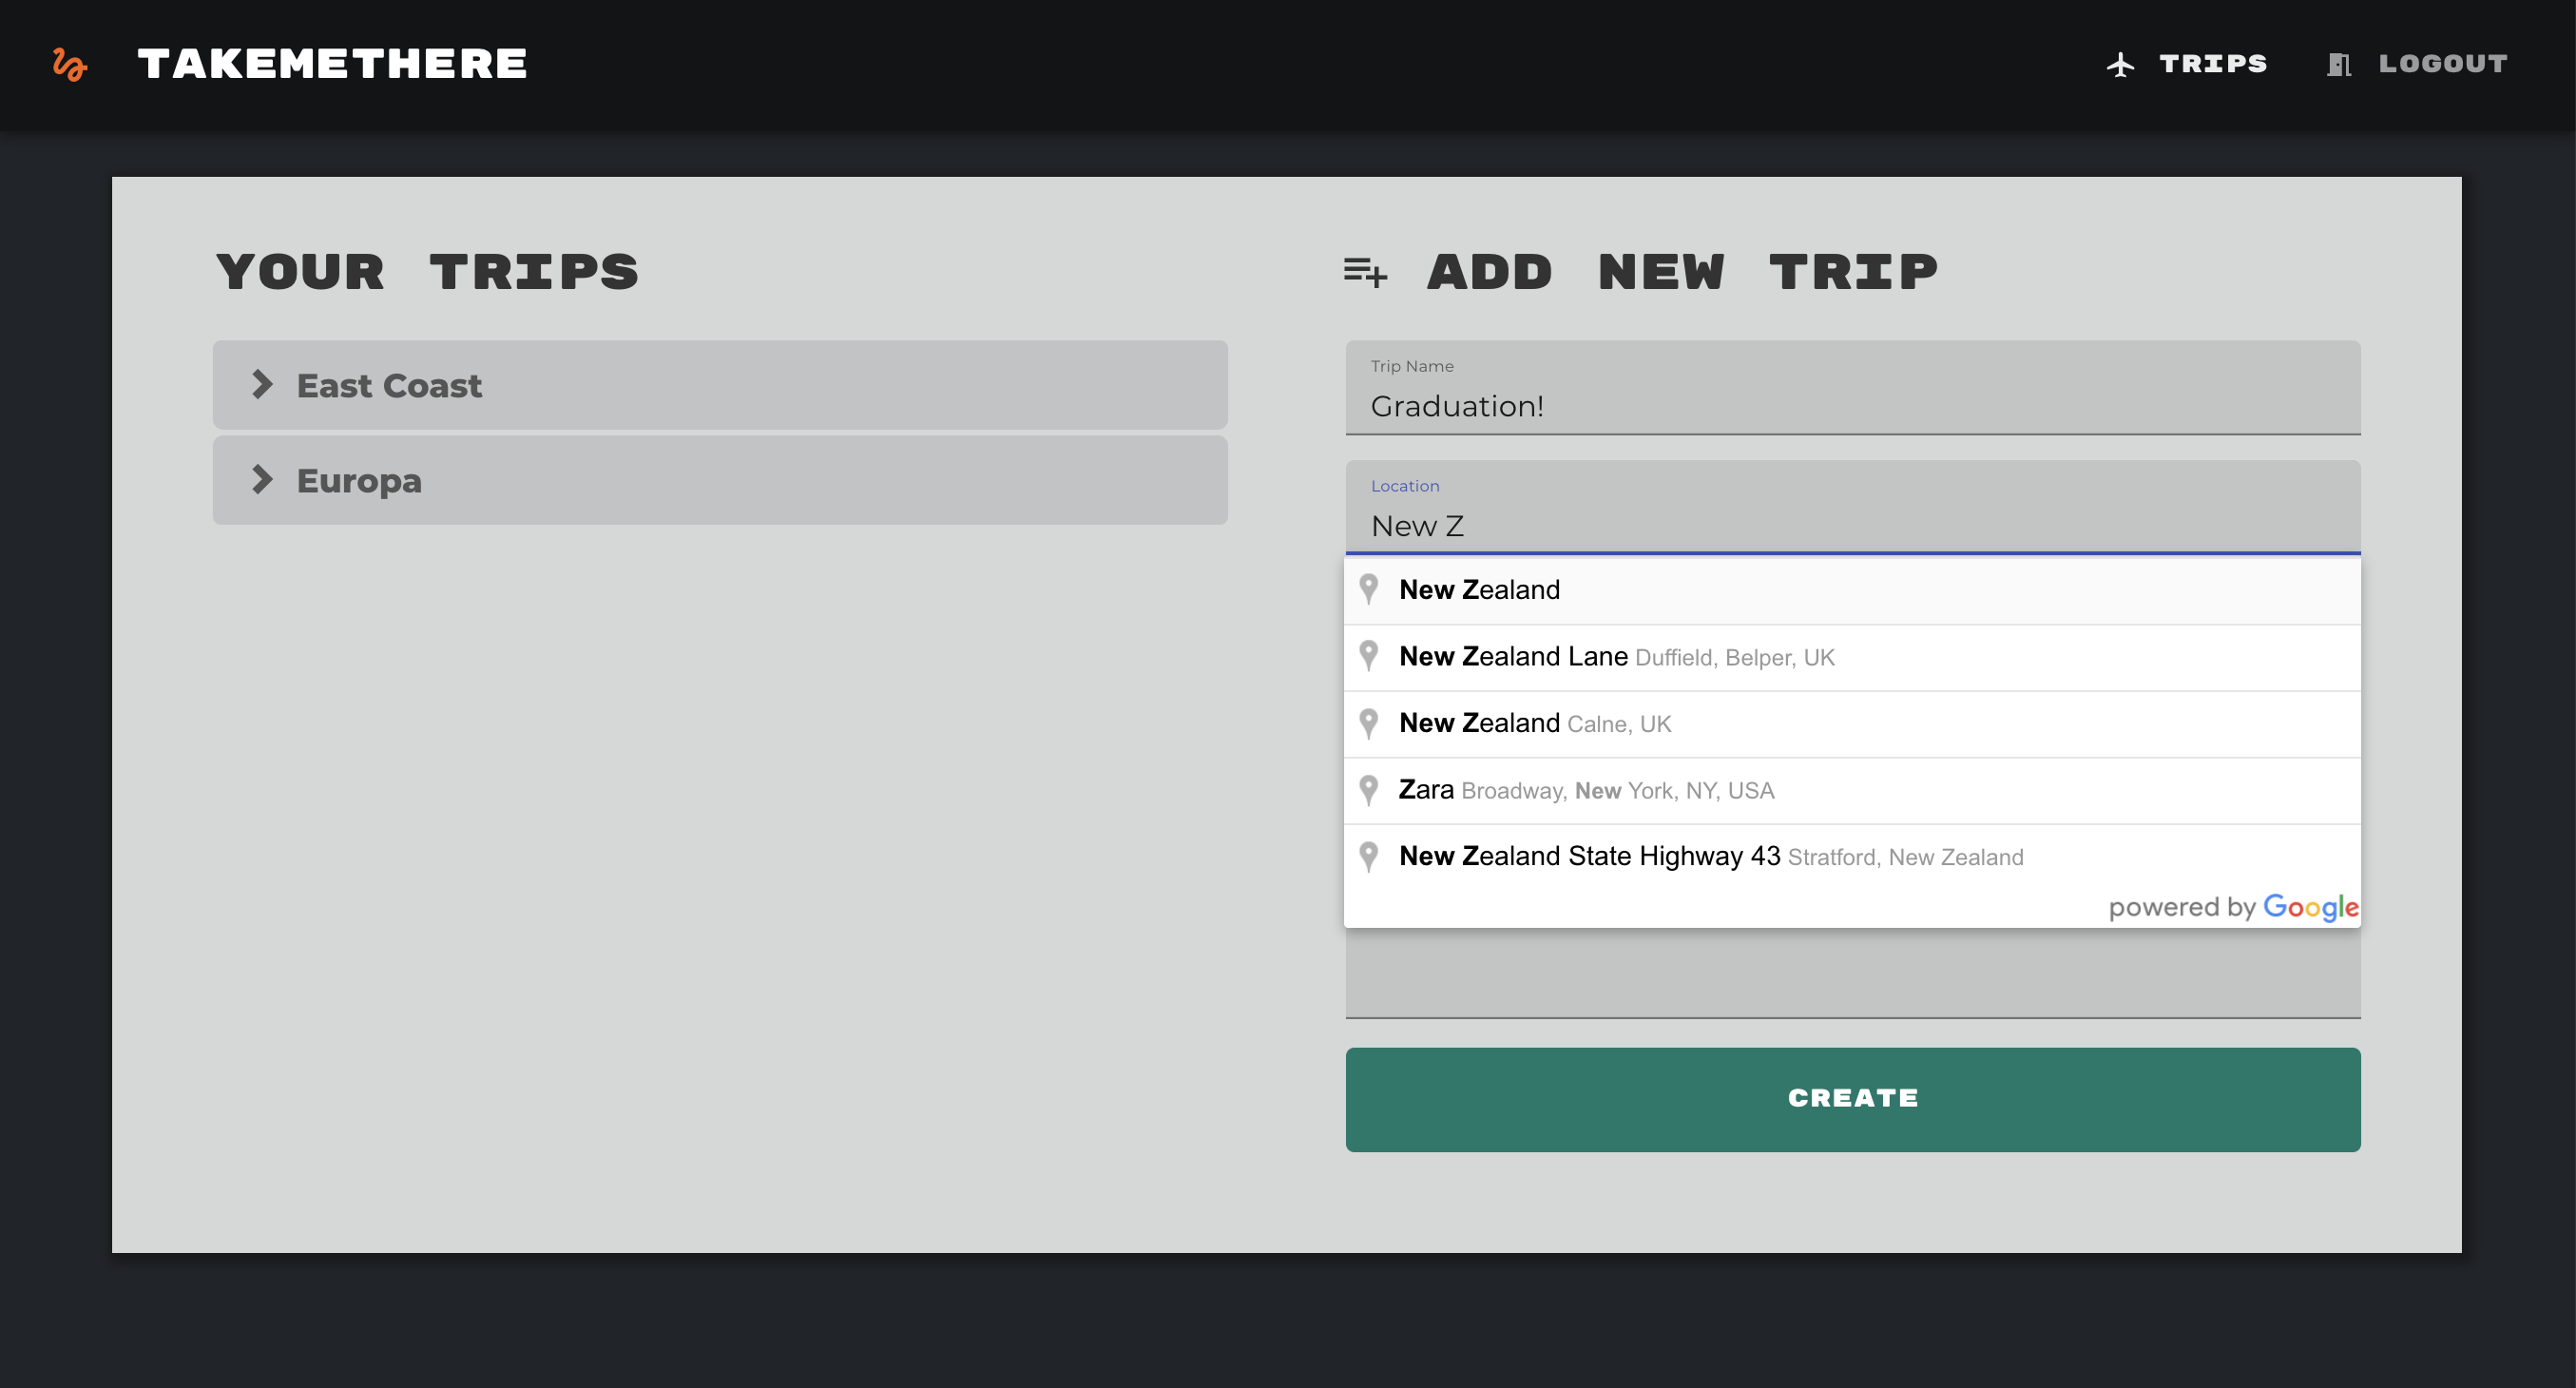 TAKEMETHERE
TRIPS
LOGOUT
YOUR TRIPS
East Coast
Europa
ADD NEW TRIP
Trip Name
Graduation!
Location
New Z
New Zealand
New Zealand Lane Duffield, Belper, UK
New Zealand Calne, UK
Zara Broadway, New York, NY, USA
New Zealand State Highway 43 Stratford, New Zealand
powered by Google
CREATE